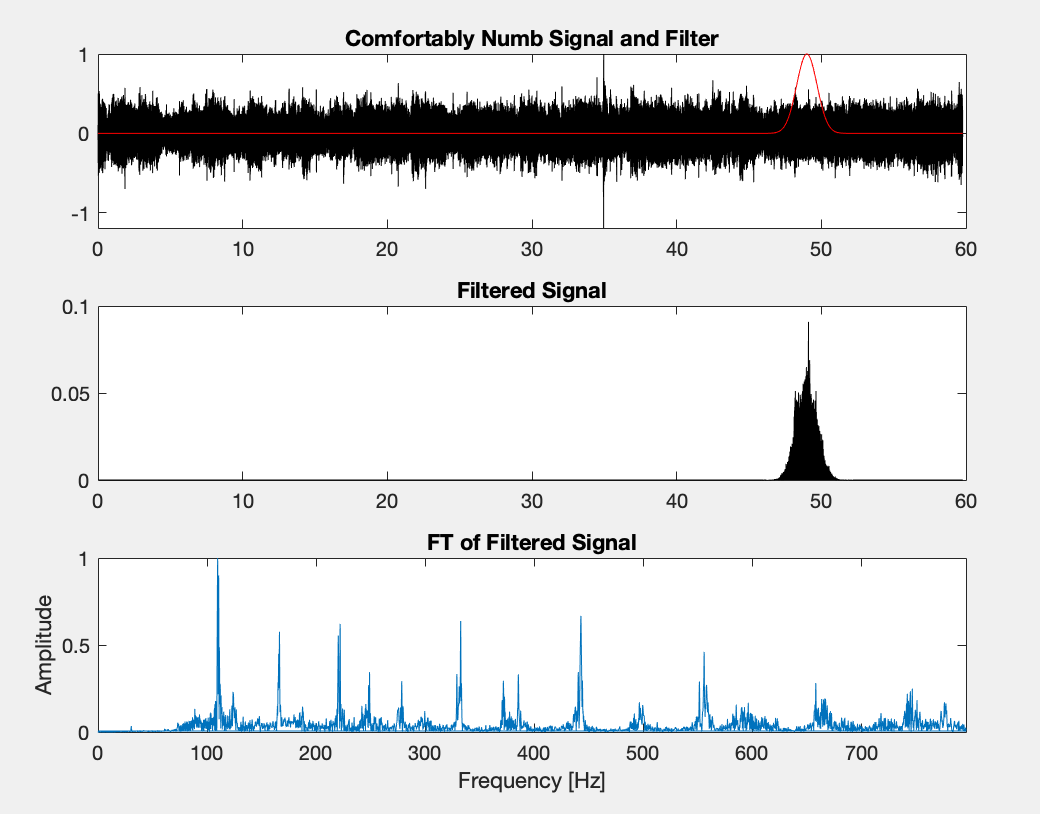 Comfortably Numb Signal and Filter
1
0
-1
0 10 20 30 40 50 60
Filtered Signal
0.1
0.05
0
0 10 20 30 40 50 60
FT of Filtered Signal
1
0.5
0
Amplitude
0 100 200 300 400 500 600 700
Frequency [Hz]